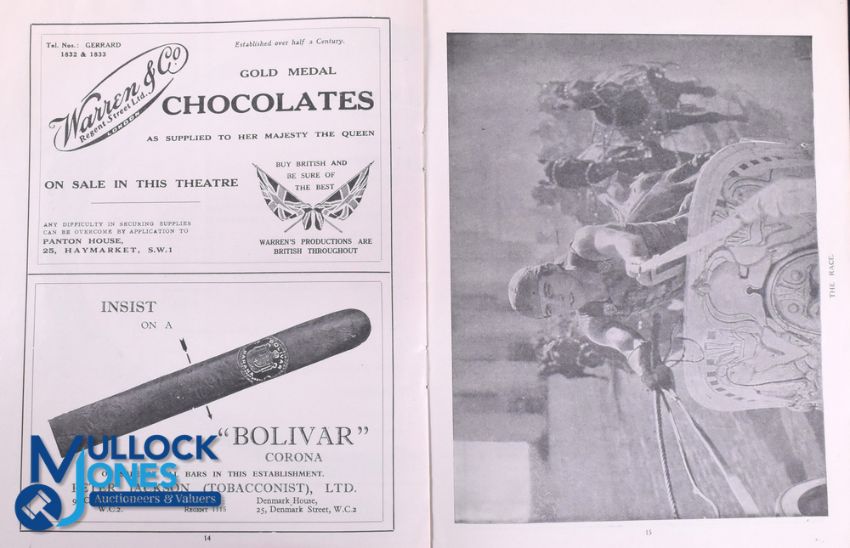 Tel. Nos.: GERRARD
1832 & 1833
Established over half a Century.
Warren & Co
Regent Street Ltd.
LONDON
GOLD MEDAL
CHOCOLATES
AS SUPPLIED TO HER MAJESTY THE QUEEN
ON SALE IN THIS THEATRE
BUY BRITISH AND
BE SURE OF
THE BEST
ANY DIFFICULTY IN SECURING SUPPLIES
CAN BE OVERCOME BY APPLICATION TO
PANTON HOUSE,
25, HAYMARKET, S.W.1
WARREN'S PRODUCTIONS ARE
BRITISH THROUGHOUT
INSIST
ON A
BOLIVAR
HABANA
"BOLIVAR"
CORONA
BARS IN THIS ESTABLISHMENT.
JACKSON (TOBACCONIST), LTD.
W.C.2.
Denmark House,
25, Denmark Street, W.C.2
14
MULLOCK
JONES
Auctioneers & Valuers
THE RACE.
15